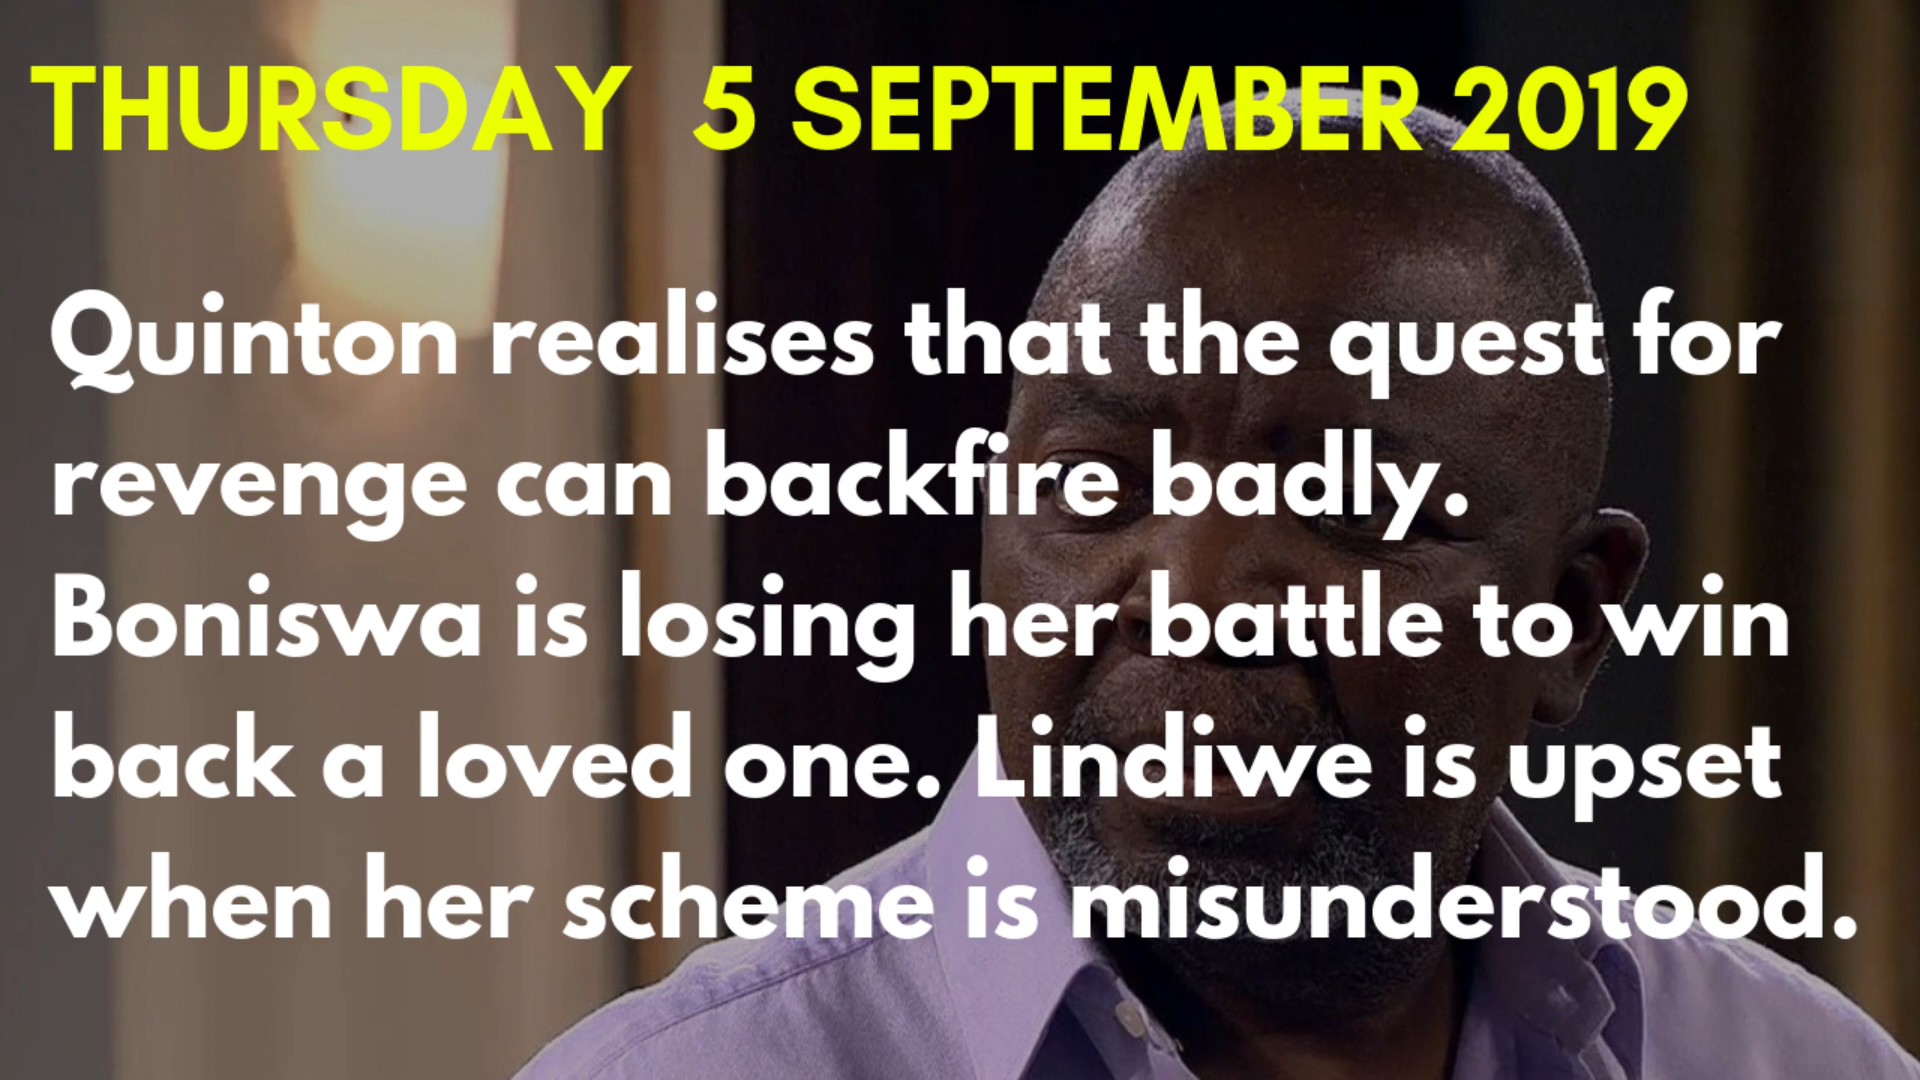 THURSDAY 5 SEPTEMBER 2019
Quinton realises that the quest for
revenge can backfire badly.
Boniswa is losing her battle to win
back a loved one. Lindiwe is upset
when her scheme is misunderstood.